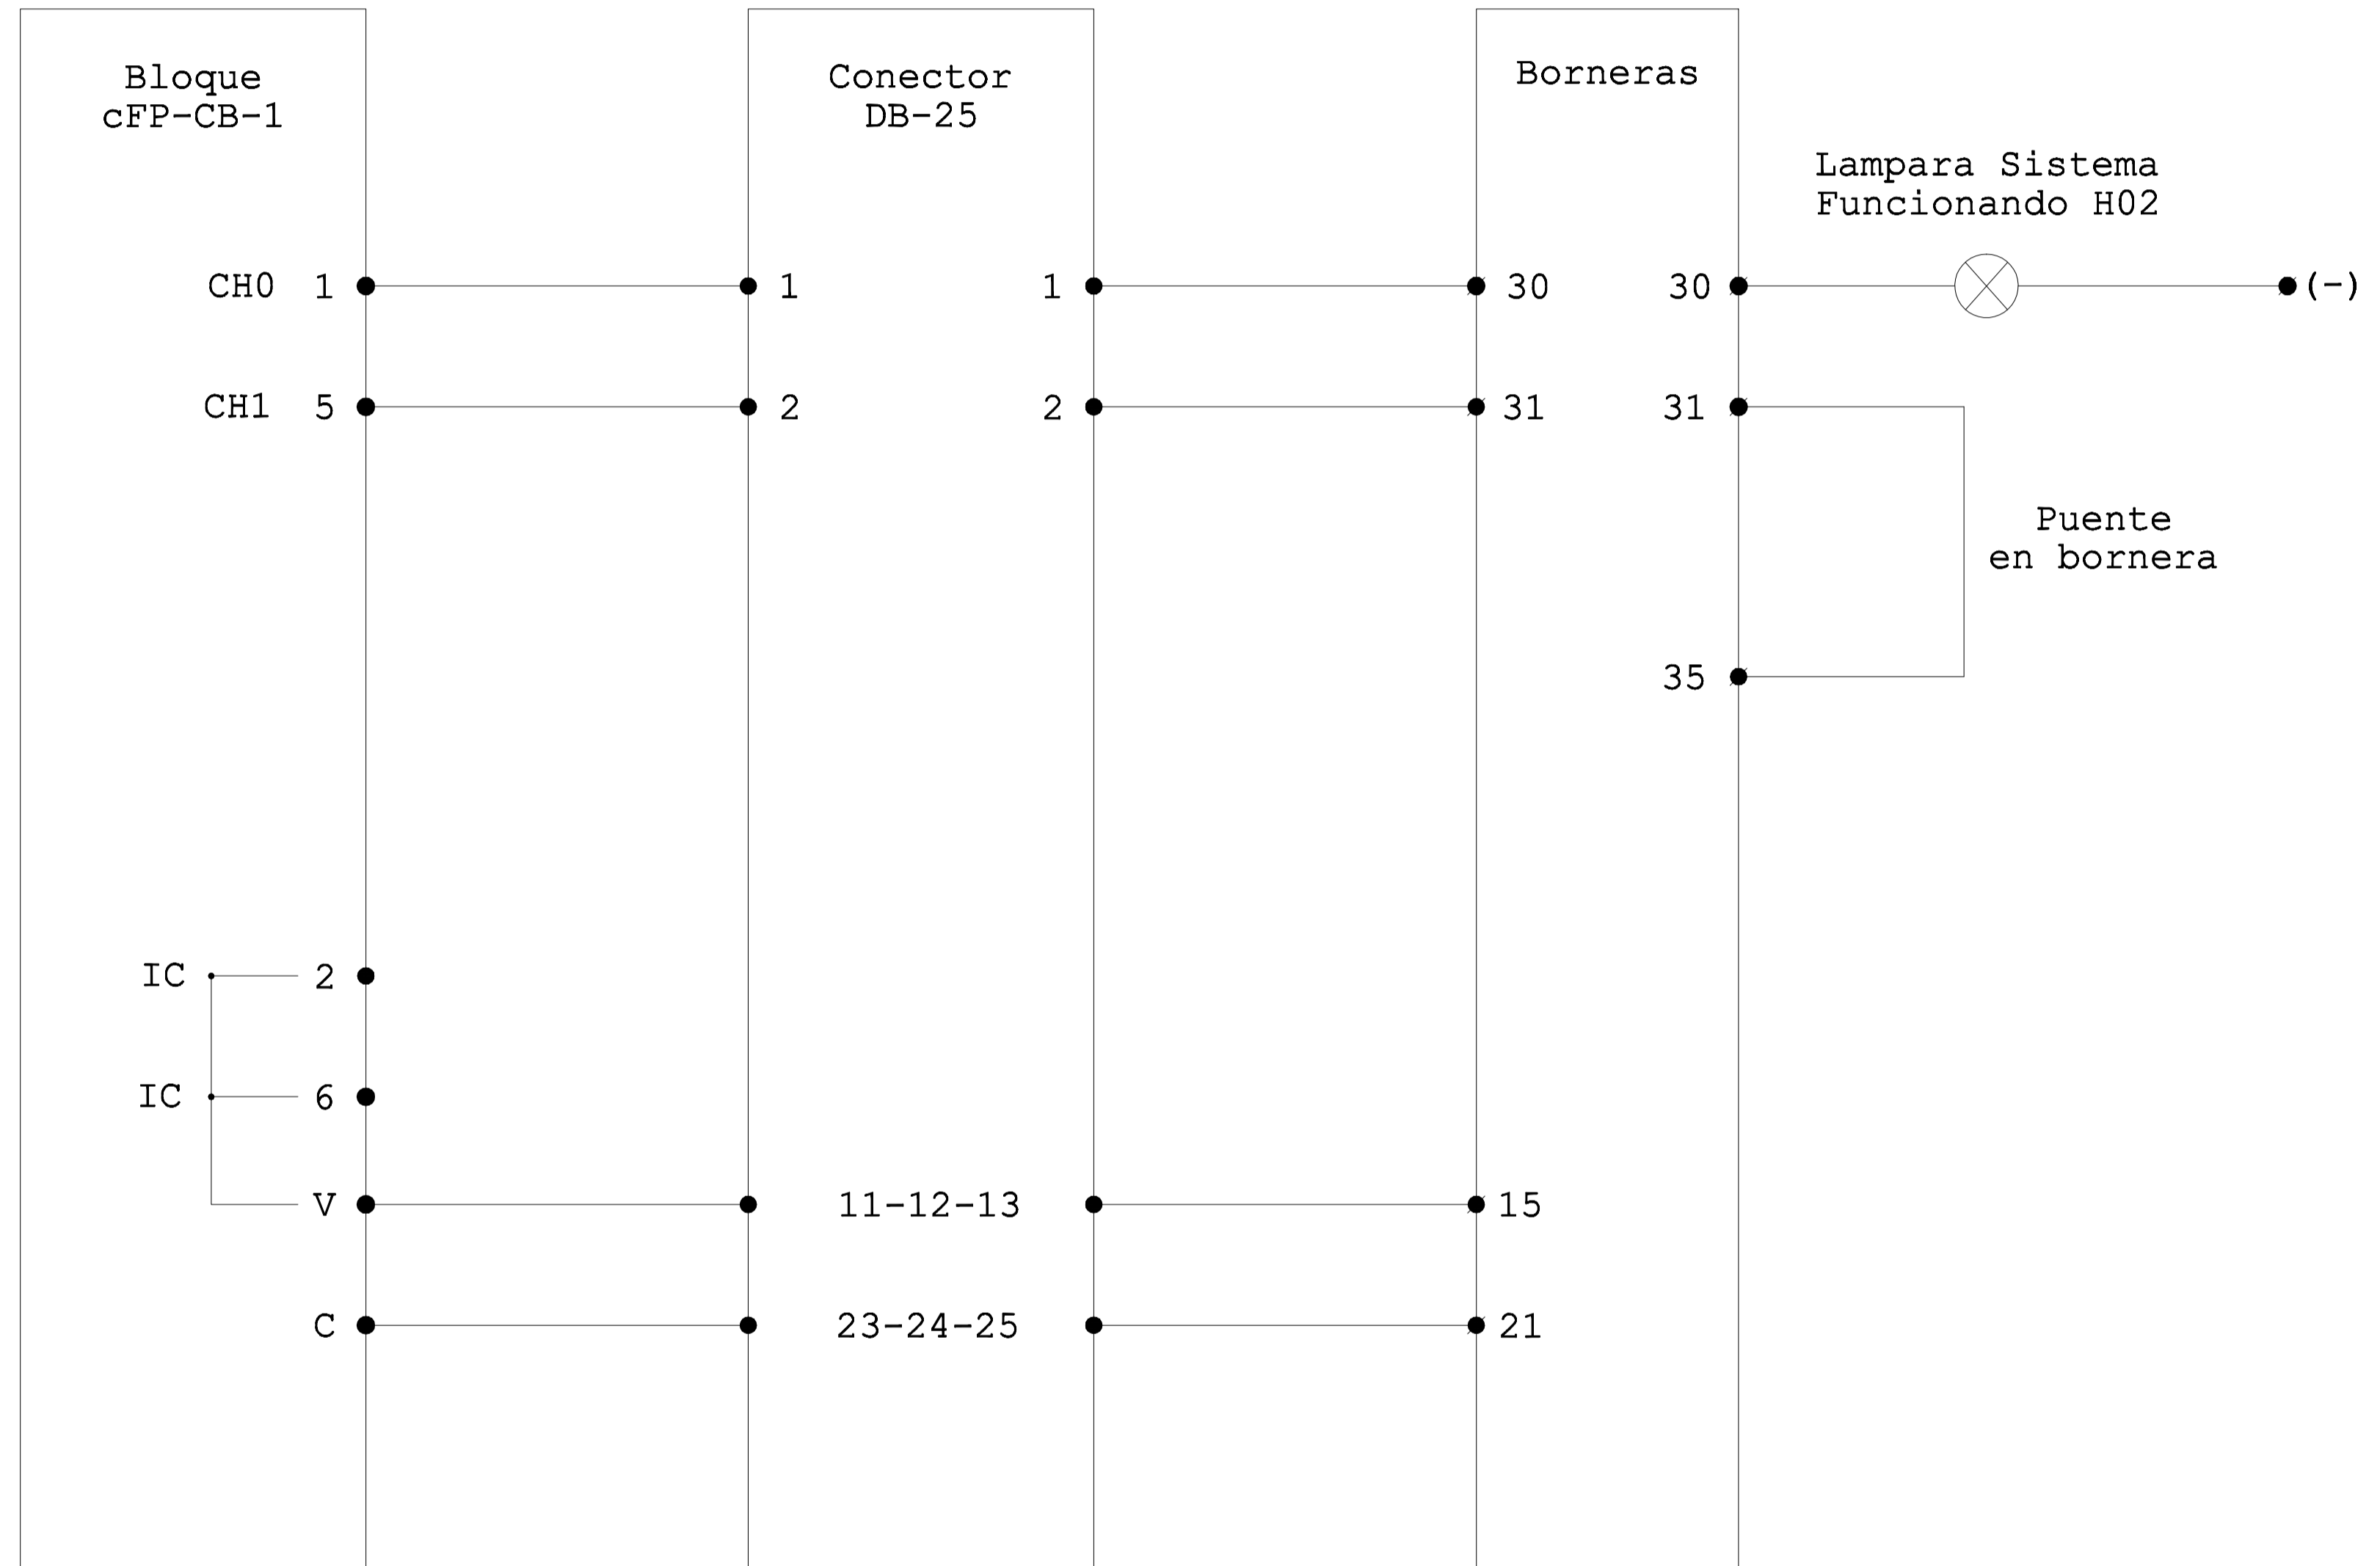 Bloque
cFP-CB-1
Conector
DB-25
Borneras
Lampara Sistema
Funcionando H02
CH0 1 1 1 30 30 (-)
CH1 5 2 2 31 31
Puente
en bornera
35
IC 2
IC 6
V 11-12-13 15
C 23-24-25 21